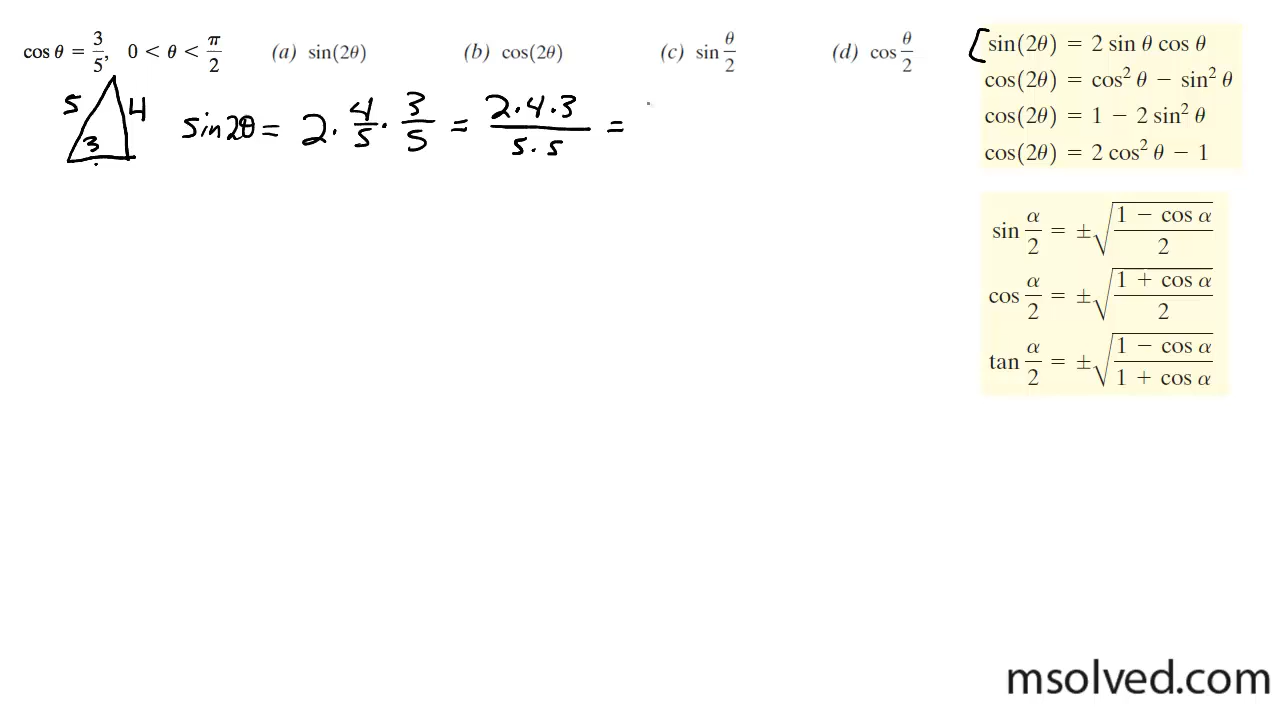 cos θ = 3/5, 0 < θ < π/2 (a) sin(2θ) (b) cos(2θ) (c) sin θ/2 (d) cos θ/2
5 4 3
sin2θ = 2 · 4/5 · 3/5 = 2·4·3/5·5 =
sin(2θ) = 2 sin θ cos θ
cos(2θ) = cos² θ − sin² θ
cos(2θ) = 1 − 2 sin² θ
cos(2θ) = 2 cos² θ − 1
sin α/2 = ±√(1 − cos α/2)
cos α/2 = ±√(1 + cos α/2)
tan α/2 = ±√(1 − cos α/1 + cos α)
msolved.com